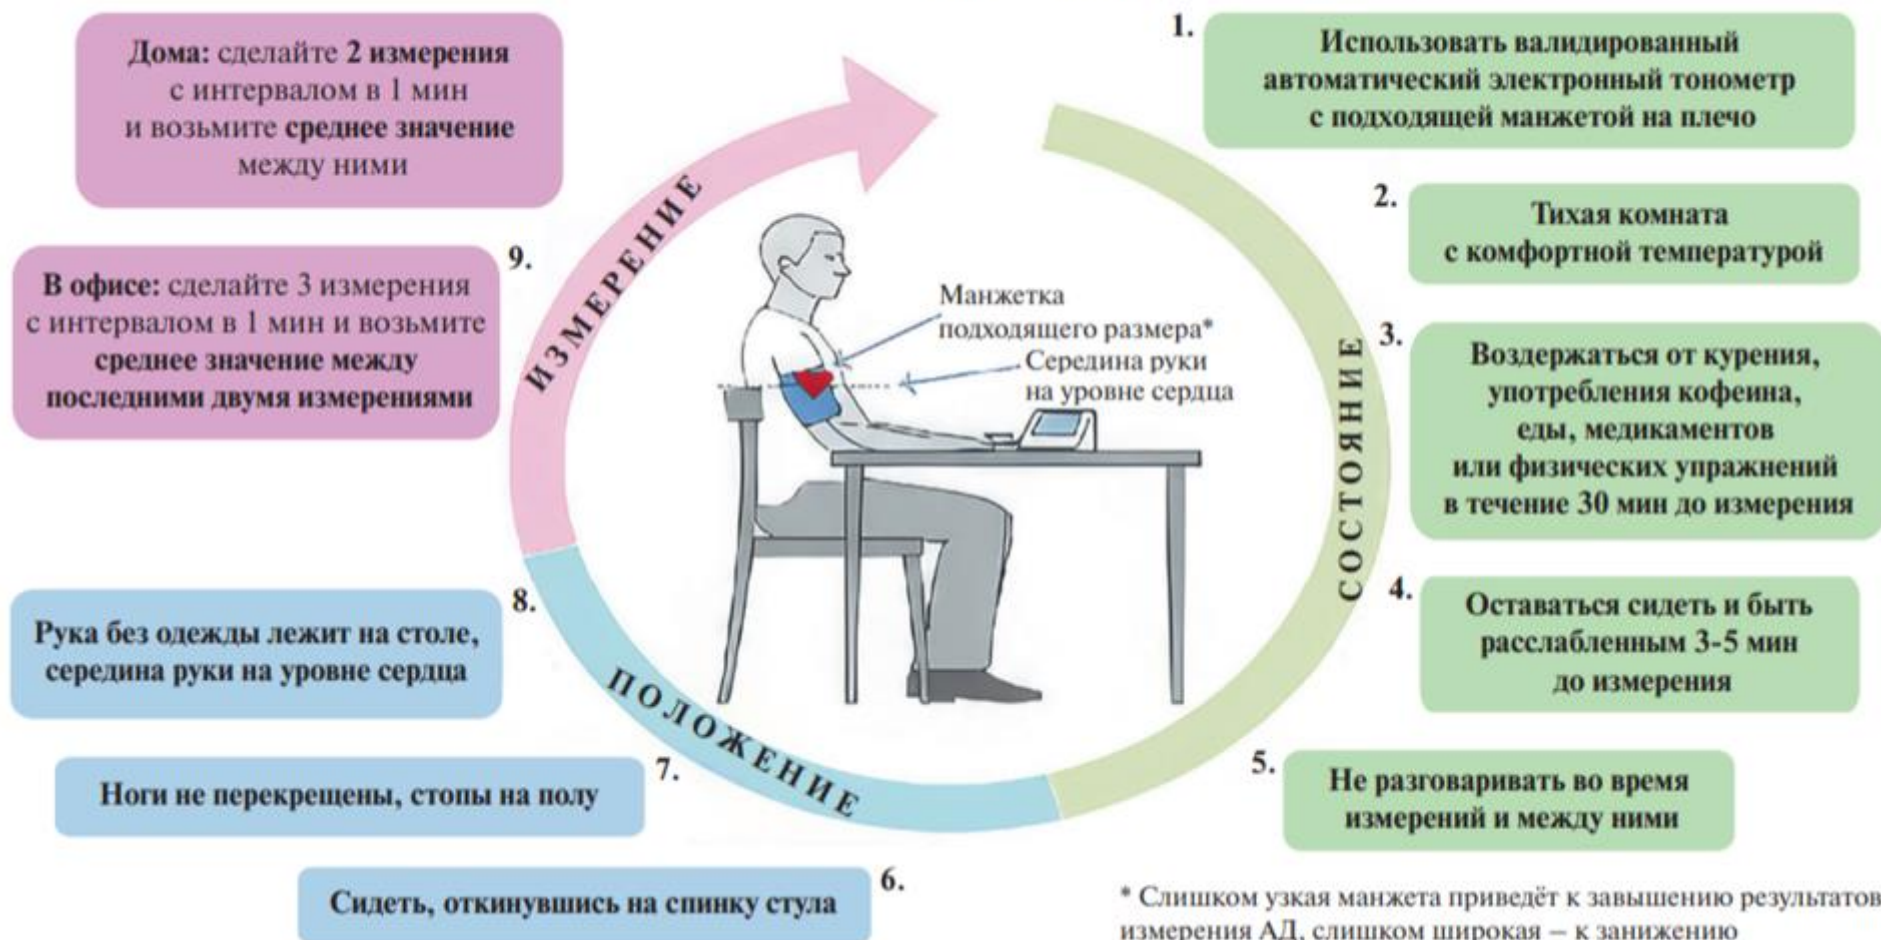 1.
Использовать валидированный
автоматический электронный тонометр
с подходящей манжетой на плечо
2.
Тихая комната
с комфортной температурой
3.
Воздержаться от курения,
употребления кофеина,
еды, медикаментов
или физических упражнений
в течение 30 мин до измерения
4.
Оставаться сидеть и быть
расслабленным 3-5 мин
до измерения
5.
Не разговаривать во время
измерений и между ними
6.
Сидеть, откинувшись на спинку стула
7.
Ноги не перекрещены, стопы на полу
8.
Рука без одежды лежит на столе,
середина руки на уровне сердца
9.
Дома: сделайте 2 измерения
с интервалом в 1 мин
и возьмите среднее значение
между ними
В офисе: сделайте 3 измерения
с интервалом в 1 мин и возьмите
среднее значение между
последними двумя измерениями
СОСТОЯНИЕ
ПОЛОЖЕНИЕ
ИЗМЕРЕНИЕ
Манжетка
подходящего размера*
Середина руки
на уровне сердца
* Слишком узкая манжета приведёт к завышению результатов
измерения АД, слишком широкая – к занижению